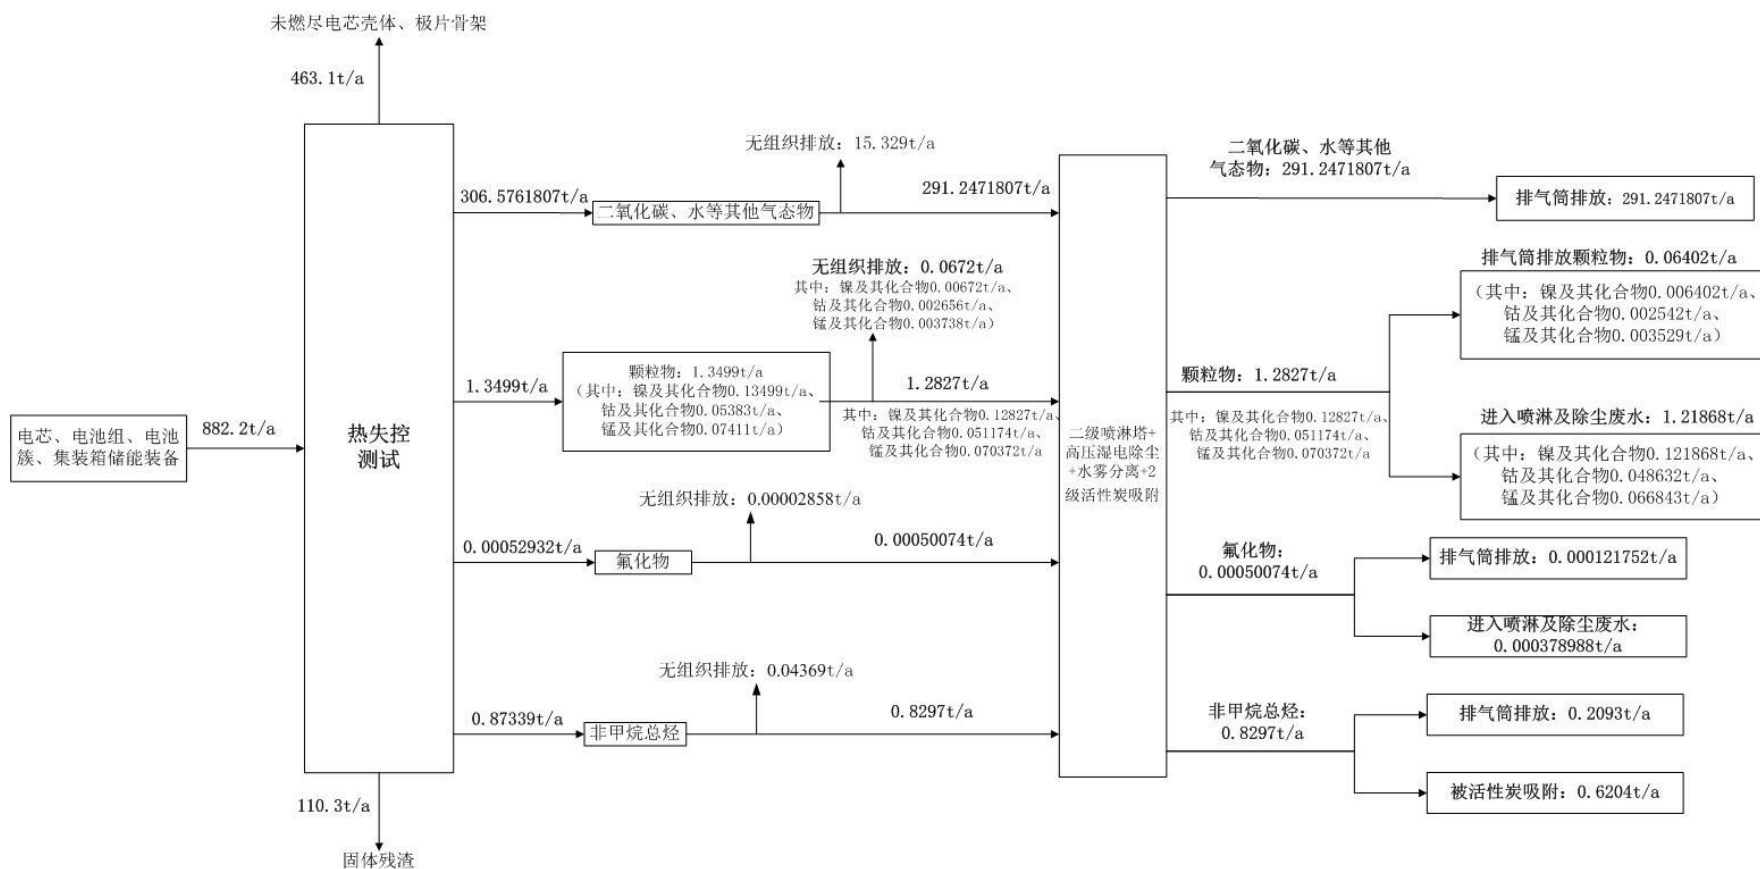 未燃尽电芯壳体、极片骨架
463.1t/a
电芯、电池组、电池
簇、集装箱储能装备
882.2t/a
热失控
测试
110.3t/a
固体残渣
306.5761807t/a
二氧化碳、水等其他气态物
无组织排放：15.329t/a
291.2471807t/a
1.3499t/a
颗粒物：1.3499t/a
（其中：镍及其化合物0.13499t/a、
钴及其化合物0.05383t/a、
锰及其化合物0.07411t/a）
无组织排放：0.0672t/a
其中：镍及其化合物0.00672t/a、
钴及其化合物0.002656t/a、
锰及其化合物0.003738t/a）
1.2827t/a
其中：镍及其化合物0.12827t/a、
钴及其化合物0.051174t/a、
锰及其化合物0.070372t/a
0.00052932t/a
氟化物
无组织排放：0.00002858t/a
0.00050074t/a
0.87339t/a
非甲烷总烃
无组织排放：0.04369t/a
0.8297t/a
二级喷淋塔+
高压湿电除尘
+水雾分离+2
级活性炭吸附
二氧化碳、水等其他
气态物：291.2471807t/a
排气筒排放：291.2471807t/a
颗粒物：1.2827t/a
其中：镍及其化合物0.12827t/a、
钴及其化合物0.051174t/a、
锰及其化合物0.070372t/a
排气筒排放颗粒物：0.06402t/a
（其中：镍及其化合物0.006402t/a、
钴及其化合物0.002542t/a、
锰及其化合物0.003529t/a）
进入喷淋及除尘废水：1.21868t/a
（其中：镍及其化合物0.121868t/a、
钴及其化合物0.048632t/a、
锰及其化合物0.066843t/a）
氟化物：
0.00050074t/a
排气筒排放：0.000121752t/a
进入喷淋及除尘废水：
0.000378988t/a
非甲烷总烃：
0.8297t/a
排气筒排放：0.2093t/a
被活性炭吸附：0.6204t/a